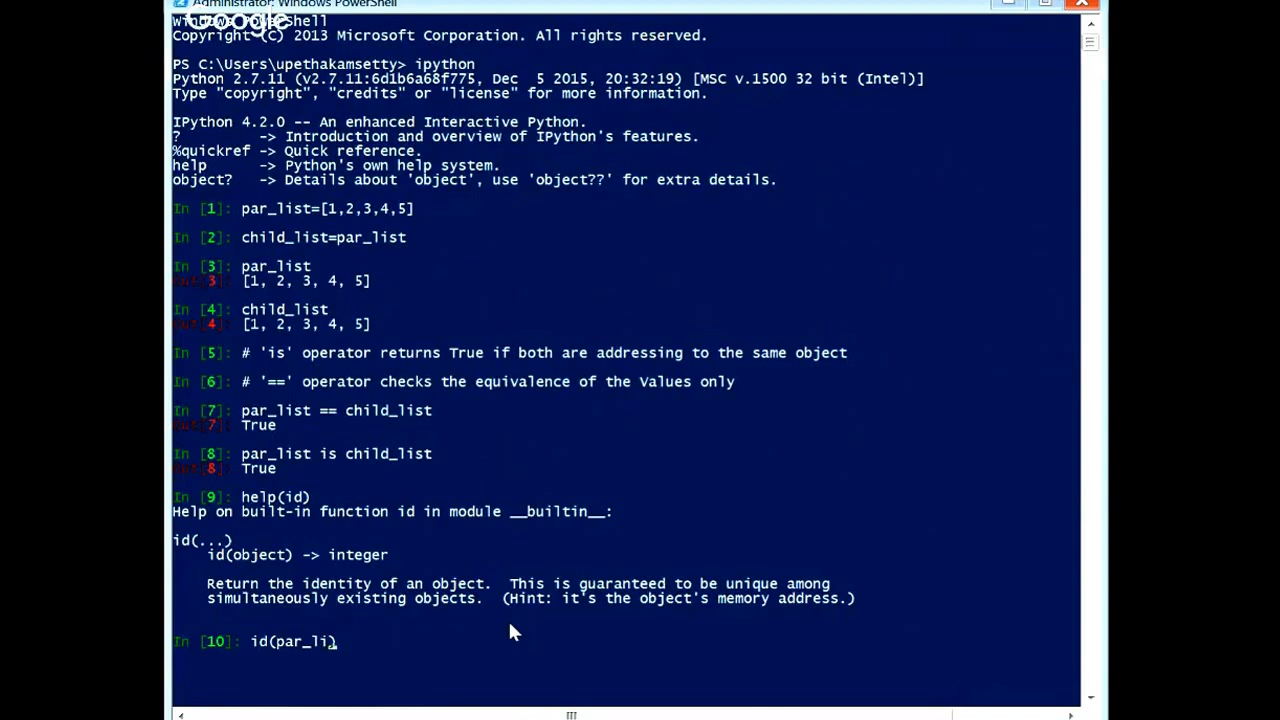 Administrator: Windows PowerShell
Windows PowerShell
Google
Copyright (C) 2013 Microsoft Corporation. All rights reserved.
ipython
Python 2.7.11 (v2.7.11:6d1b6a68f775, Dec  5 2015, 20:32:19) [MSC v.1500 32 bit (Intel)]
Type "copyright", "credits" or "license" for more information.
IPython 4.2.0 -- An enhanced Interactive Python.
?         -> Introduction and overview of IPython's features.
%quickref -> Quick reference.
help      -> Python's own help system.
object?   -> Details about 'object', use 'object??' for extra details.
In [1]: par_list=[1,2,3,4,5]
In [2]: child_list=par_list
In [3]: par_list
Out[3]: [1, 2, 3, 4, 5]
In [4]: child_list
Out[4]: [1, 2, 3, 4, 5]
In [5]: # 'is' operator returns True if both are addressing to the same object
In [6]: # '==' operator checks the equivalence of the Values only
In [7]: par_list == child_list
Out[7]: True
In [8]: par_list is child_list
Out[8]: True
In [9]: help(id)
Help on built-in function id in module __builtin__:
id(...)
id(object) -> integer
Return the identity of an object.  This is guaranteed to be unique among
simultaneously existing objects.  (Hint: it's the object's memory address.)
In [10]: id(par_li)